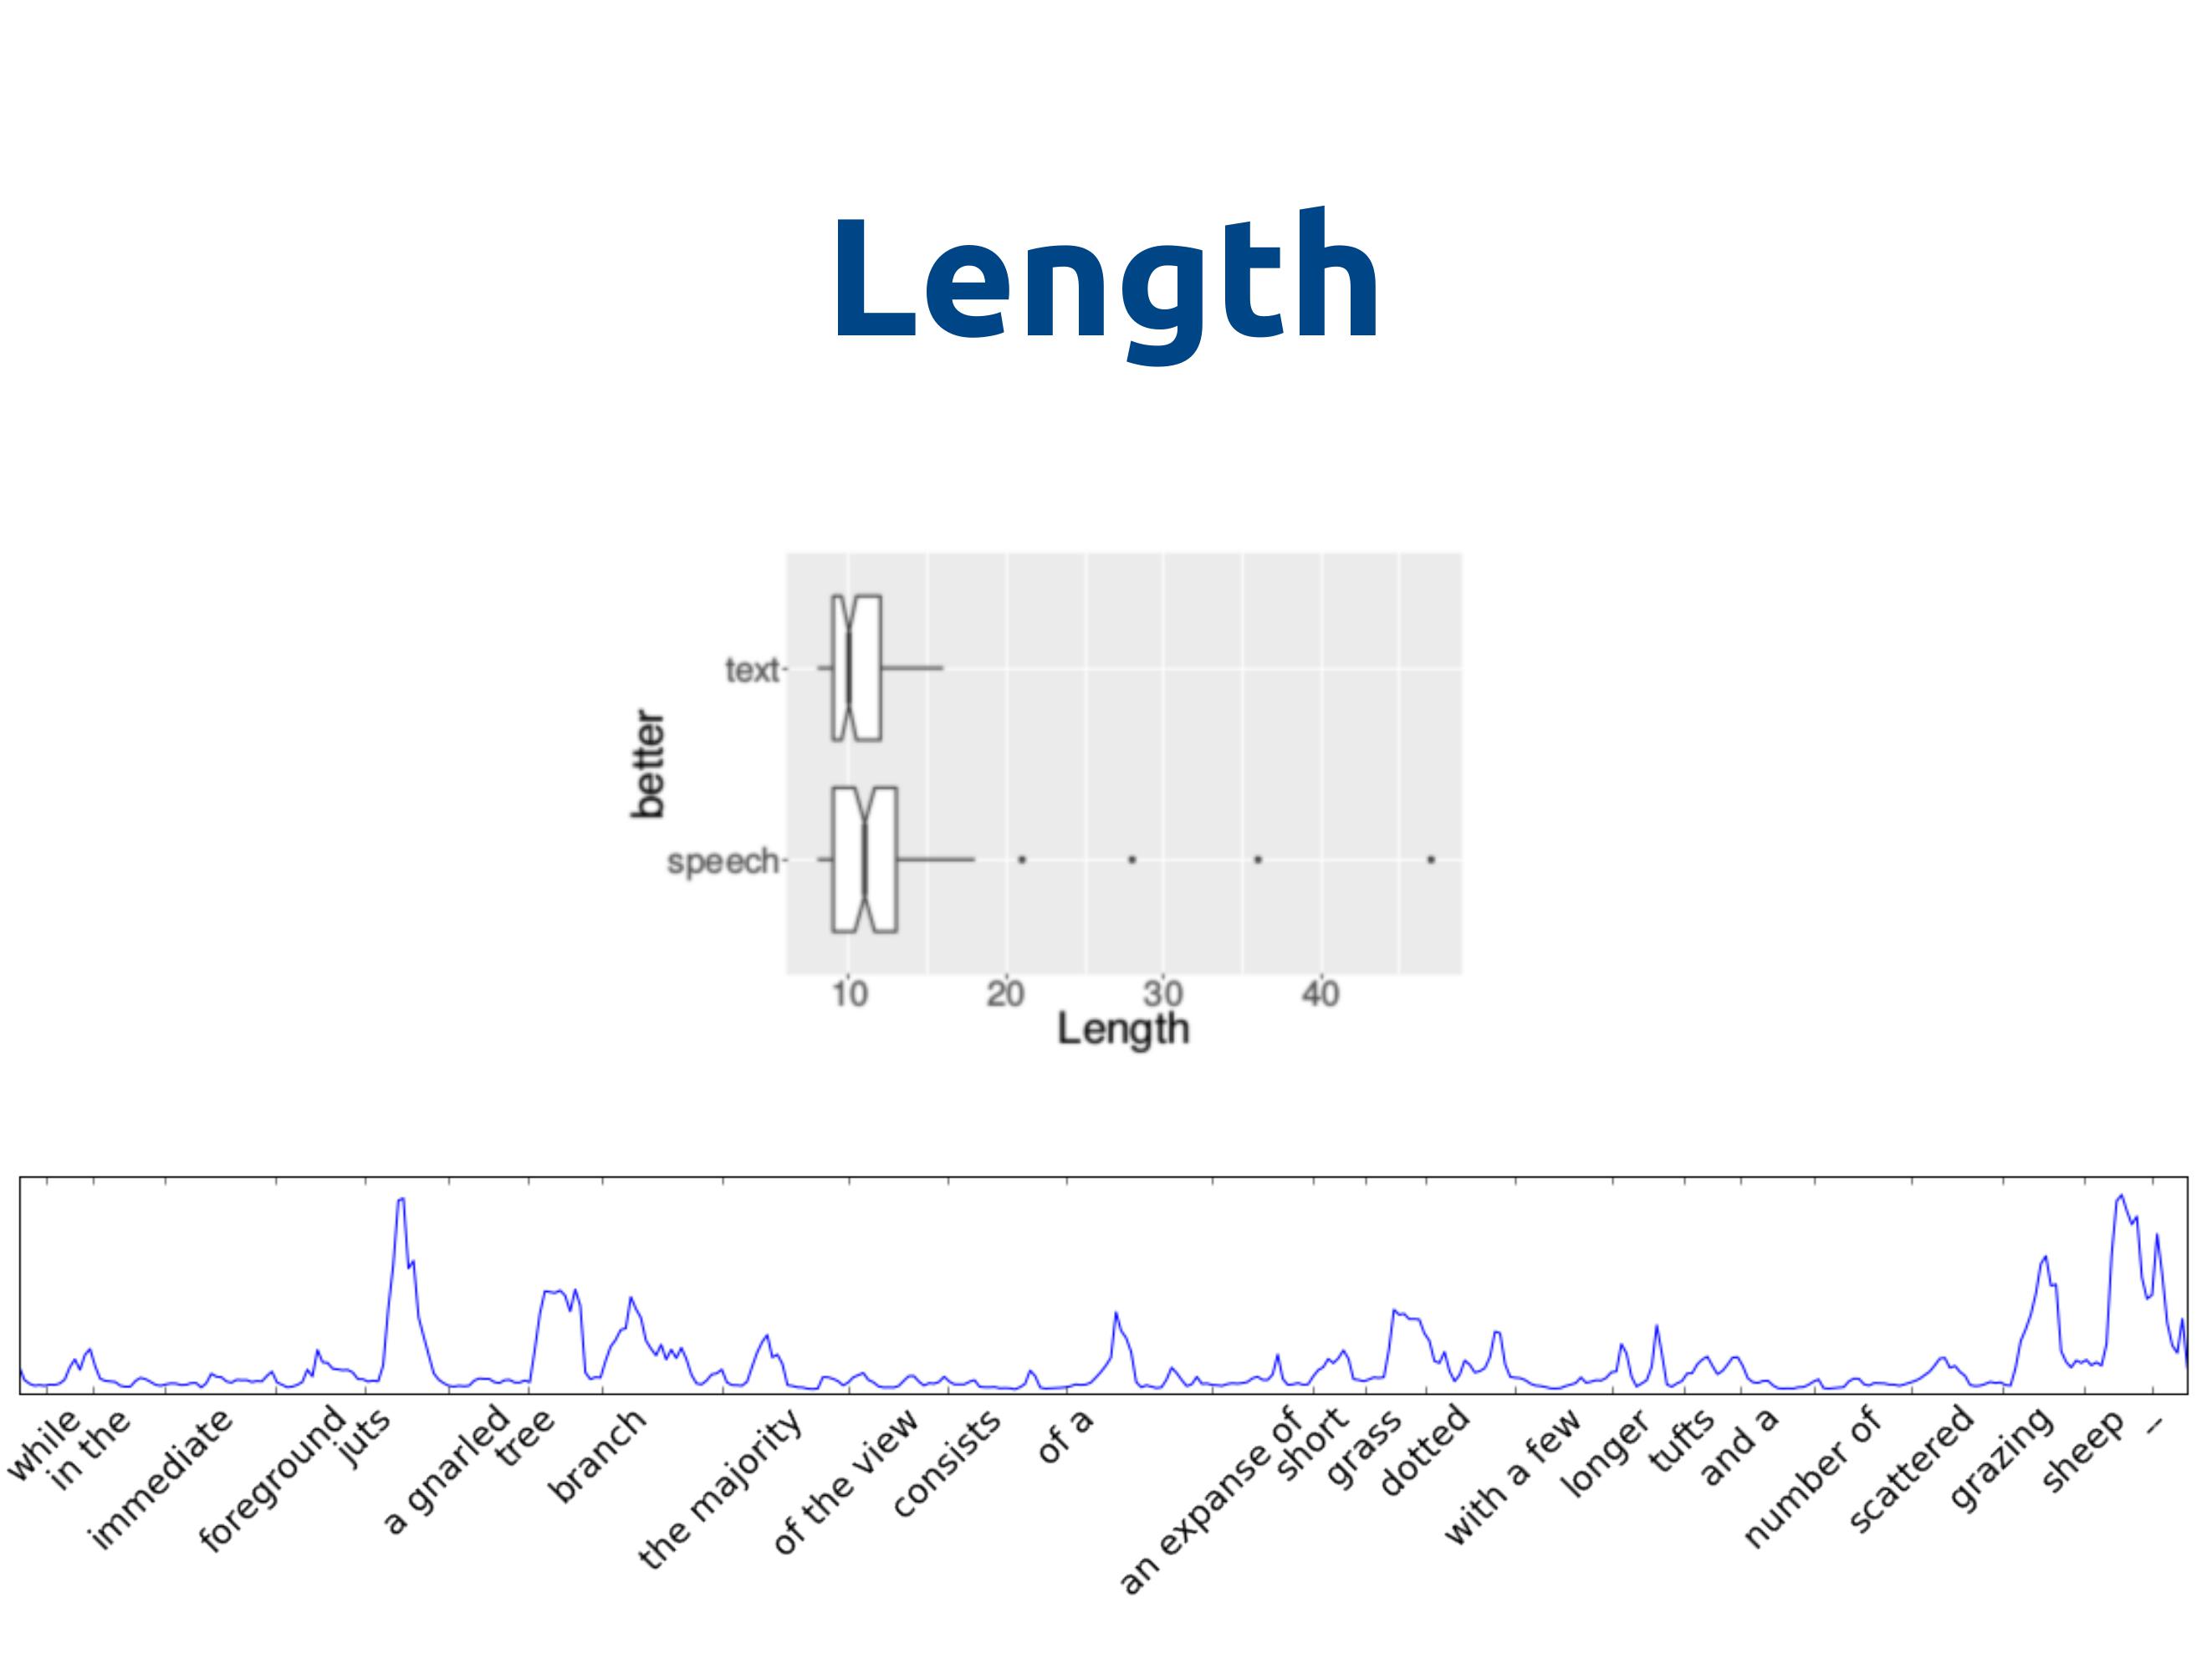 Length
better
text
speech
10 20 30 40
Length
while
in the
immediate
foreground
juts
a gnarled
tree
branch
the majority
of the view
consists
of a
an expanse of
short
grass
dotted
with a few
longer
tufts
and a
number of
scattered
grazing
sheep
_